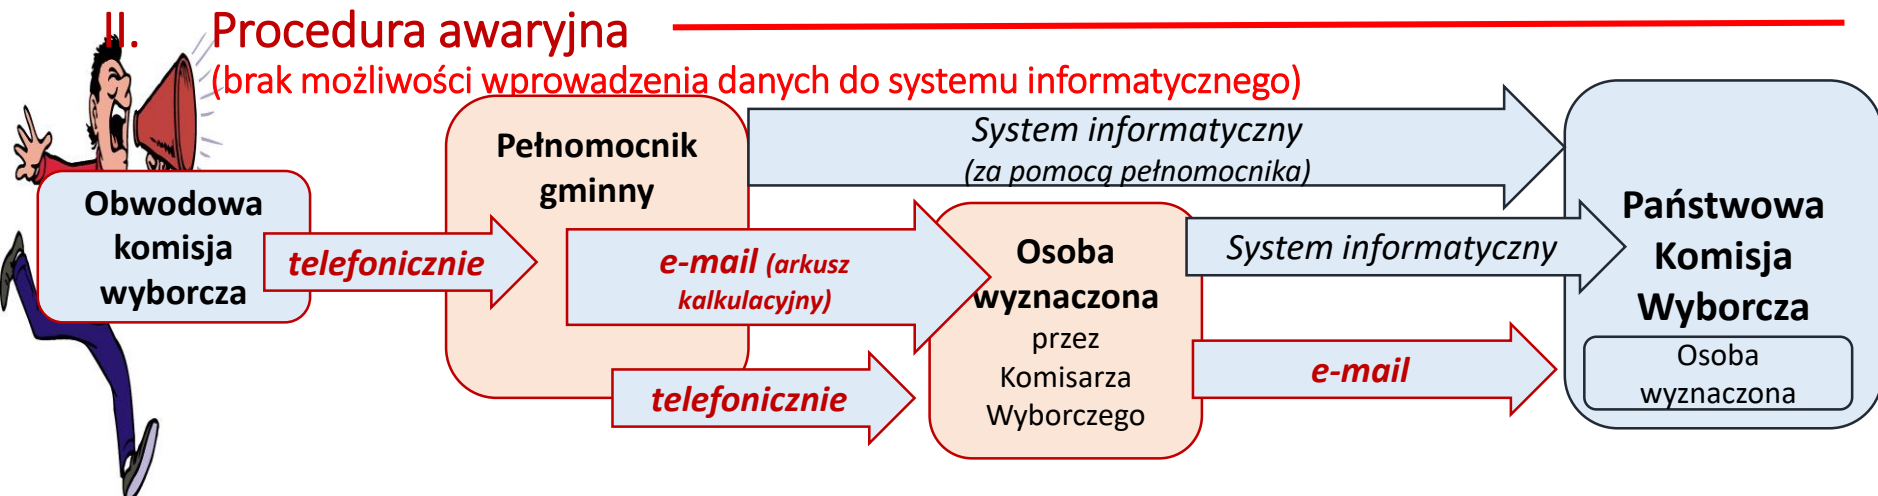 II. Procedura awaryjna
(brak możliwości wprowadzenia danych do systemu informatycznego)
Obwodowa
komisja
wyborcza
telefonicznie
Pełnomocnik
gminny
e-mail (arkusz
kalkulacyjny)
telefonicznie
System informatyczny
(za pomocą pełnomocnika)
Osoba
wyznaczona
przez
Komisarza
Wyborczego
System informatyczny
e-mail
Państwowa
Komisja
Wyborcza
Osoba
wyznaczona